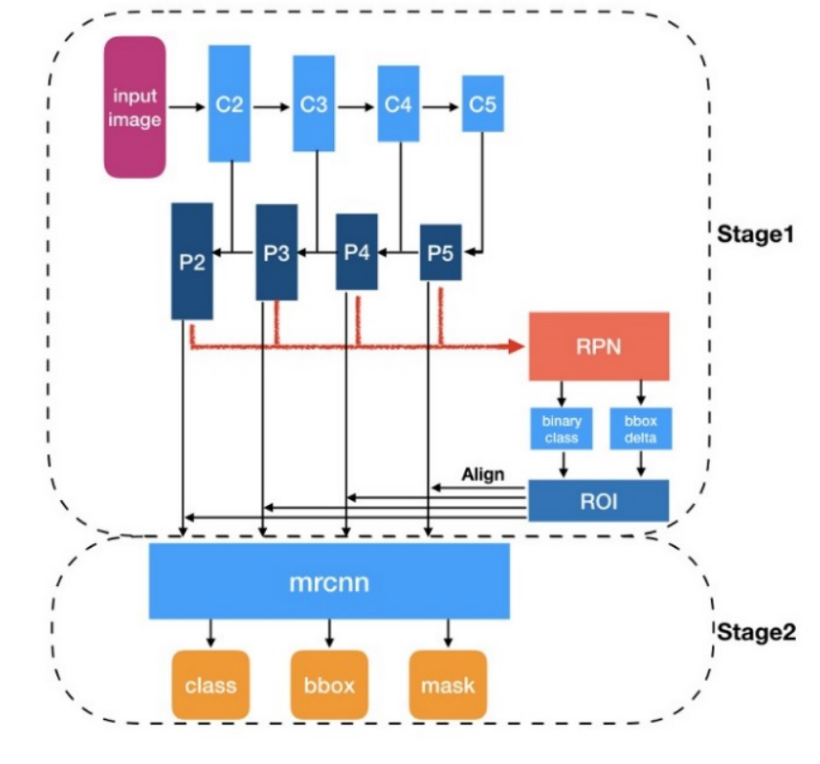 input
image
C2
C3
C4
C5
P2
P3
P4
P5
Stage1
RPN
binary
class
bbox
delta
Align
ROI
mrcnn
Stage2
class
bbox
mask